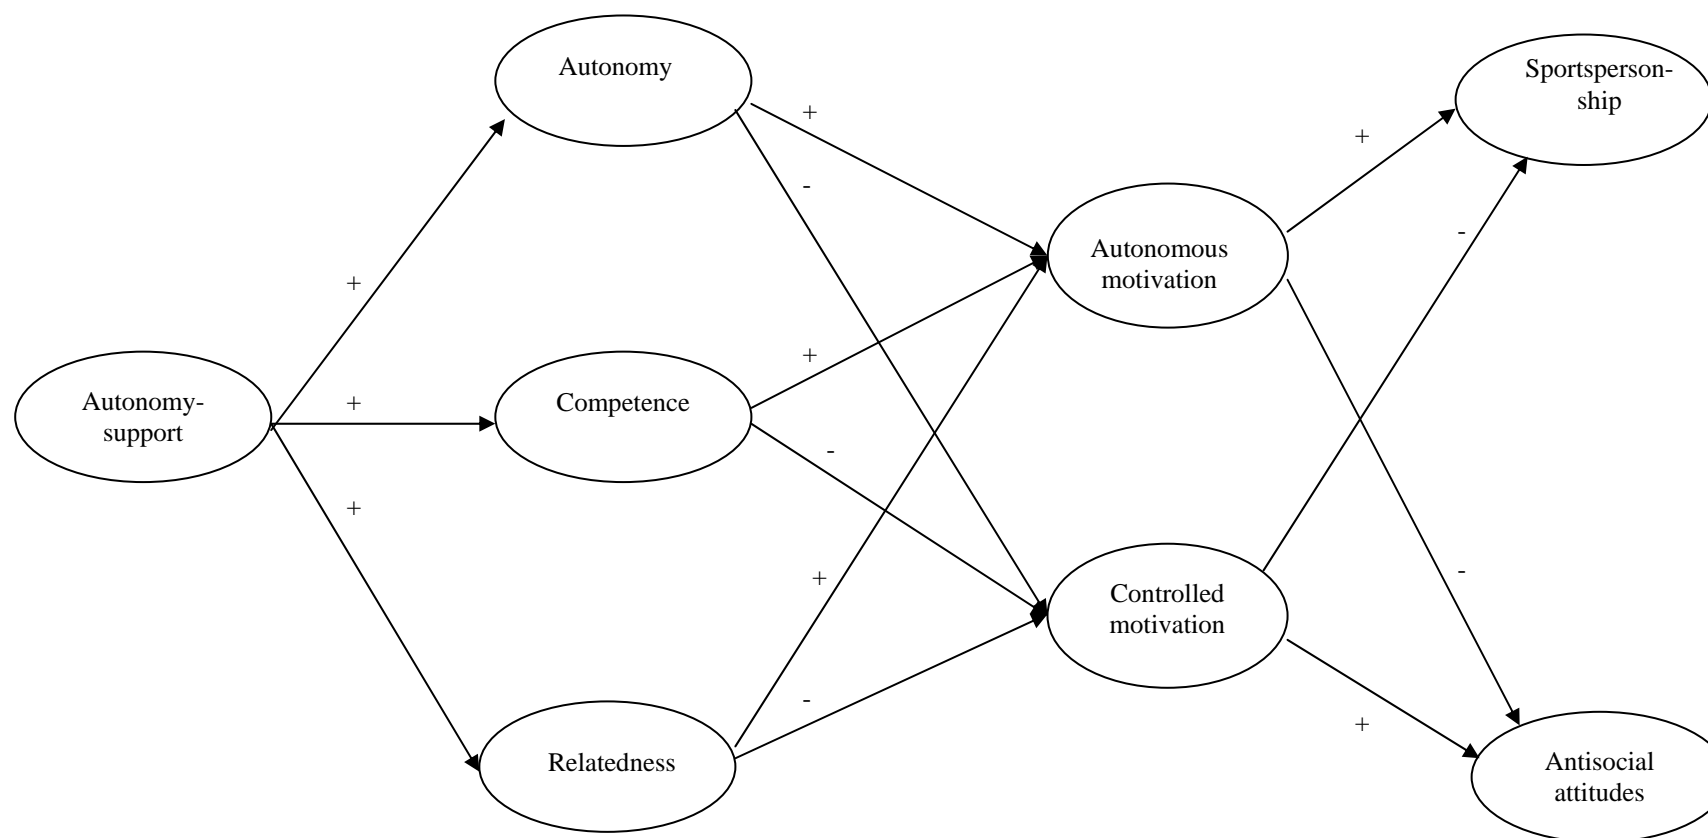 Autonomy
Sportsperson-
ship
+
+
-
-
Autonomous
motivation
+
+
Autonomy-
support
+
Competence
-
+
+
-
Controlled
motivation
-
+
Relatedness
Antisocial
attitudes